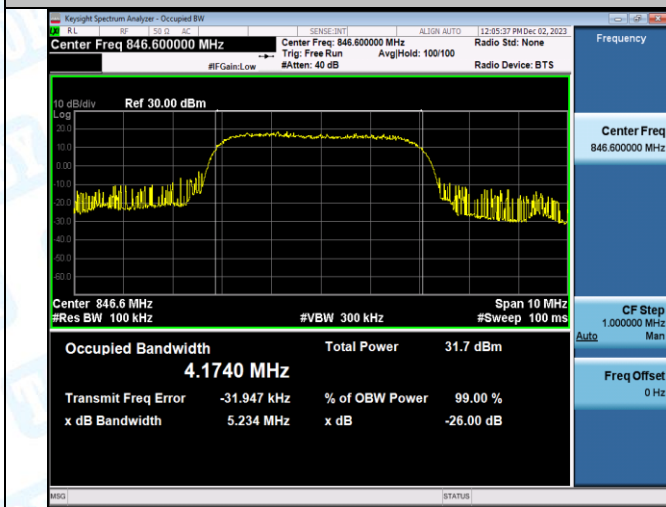 Keysight Spectrum Analyzer - Occupied BW
RL RF 50 Ω AC SENSE:INT ALIGN AUTO 12:05:37 PM Dec 02, 2023
Center Freq 846.600000 MHz Center Freq: 846.600000 MHz Radio Std: None Frequency
Trig: Free Run Avg|Hold: 100/100
#IFGain:Low #Atten: 40 dB Radio Device: BTS
10 dB/div Ref 30.00 dBm
Log
20.0
10.0
0.00
-10.0
-20.0
-30.0
-40.0
-50.0
-60.0
Center Freq
846.600000 MHz
Center 846.6 MHz Span 10 MHz
#Res BW 100 kHz #VBW 300 kHz #Sweep 100 ms
CF Step
1.000000 MHz
Auto Man
Occupied Bandwidth Total Power 31.7 dBm
4.1740 MHz
Freq Offset
0 Hz
Transmit Freq Error -31.947 kHz % of OBW Power 99.00 %
x dB Bandwidth 5.234 MHz x dB -26.00 dB
MSG STATUS